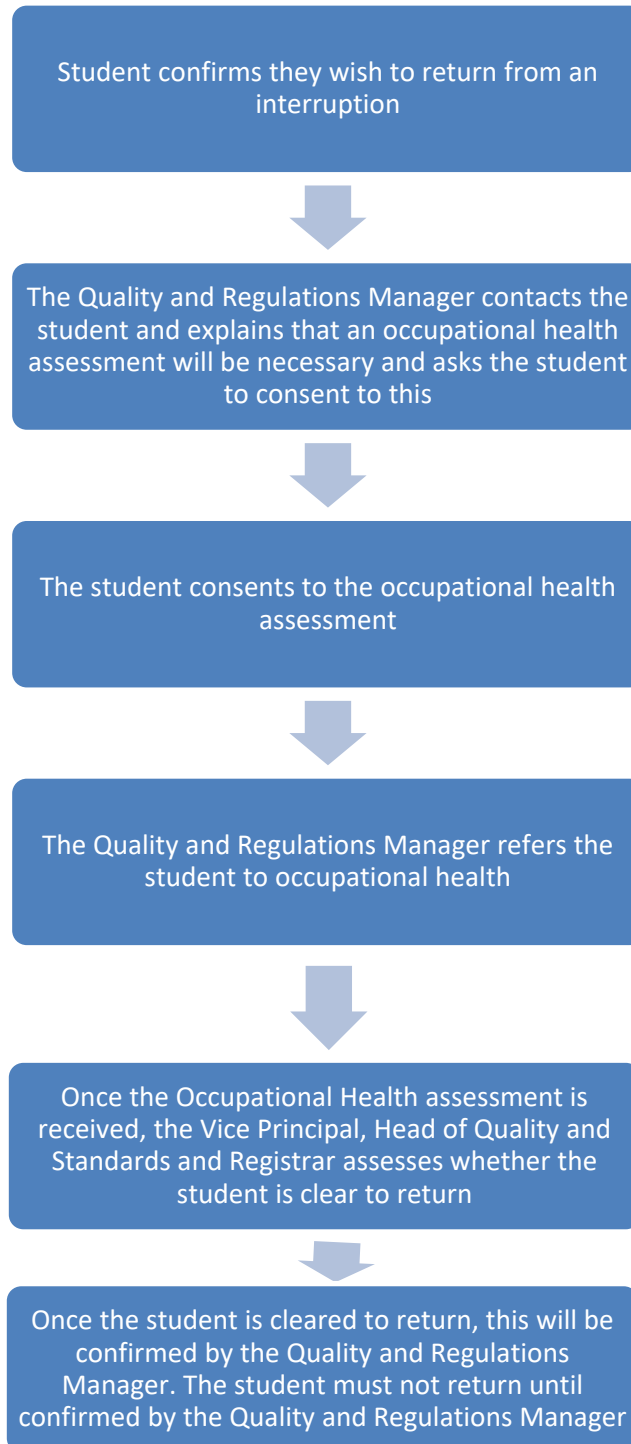 Student confirms they wish to return from an
interruption
The Quality and Regulations Manager contacts the
student and explains that an occupational health
assessment will be necessary and asks the student
to consent to this
The student consents to the occupational health
assessment
The Quality and Regulations Manager refers the
student to occupational health
Once the Occupational Health assessment is
received, the Vice Principal, Head of Quality and
Standards and Registrar assesses whether the
student is clear to return
Once the student is cleared to return, this will be
confirmed by the Quality and Regulations
Manager. The student must not return until
confirmed by the Quality and Regulations Manager